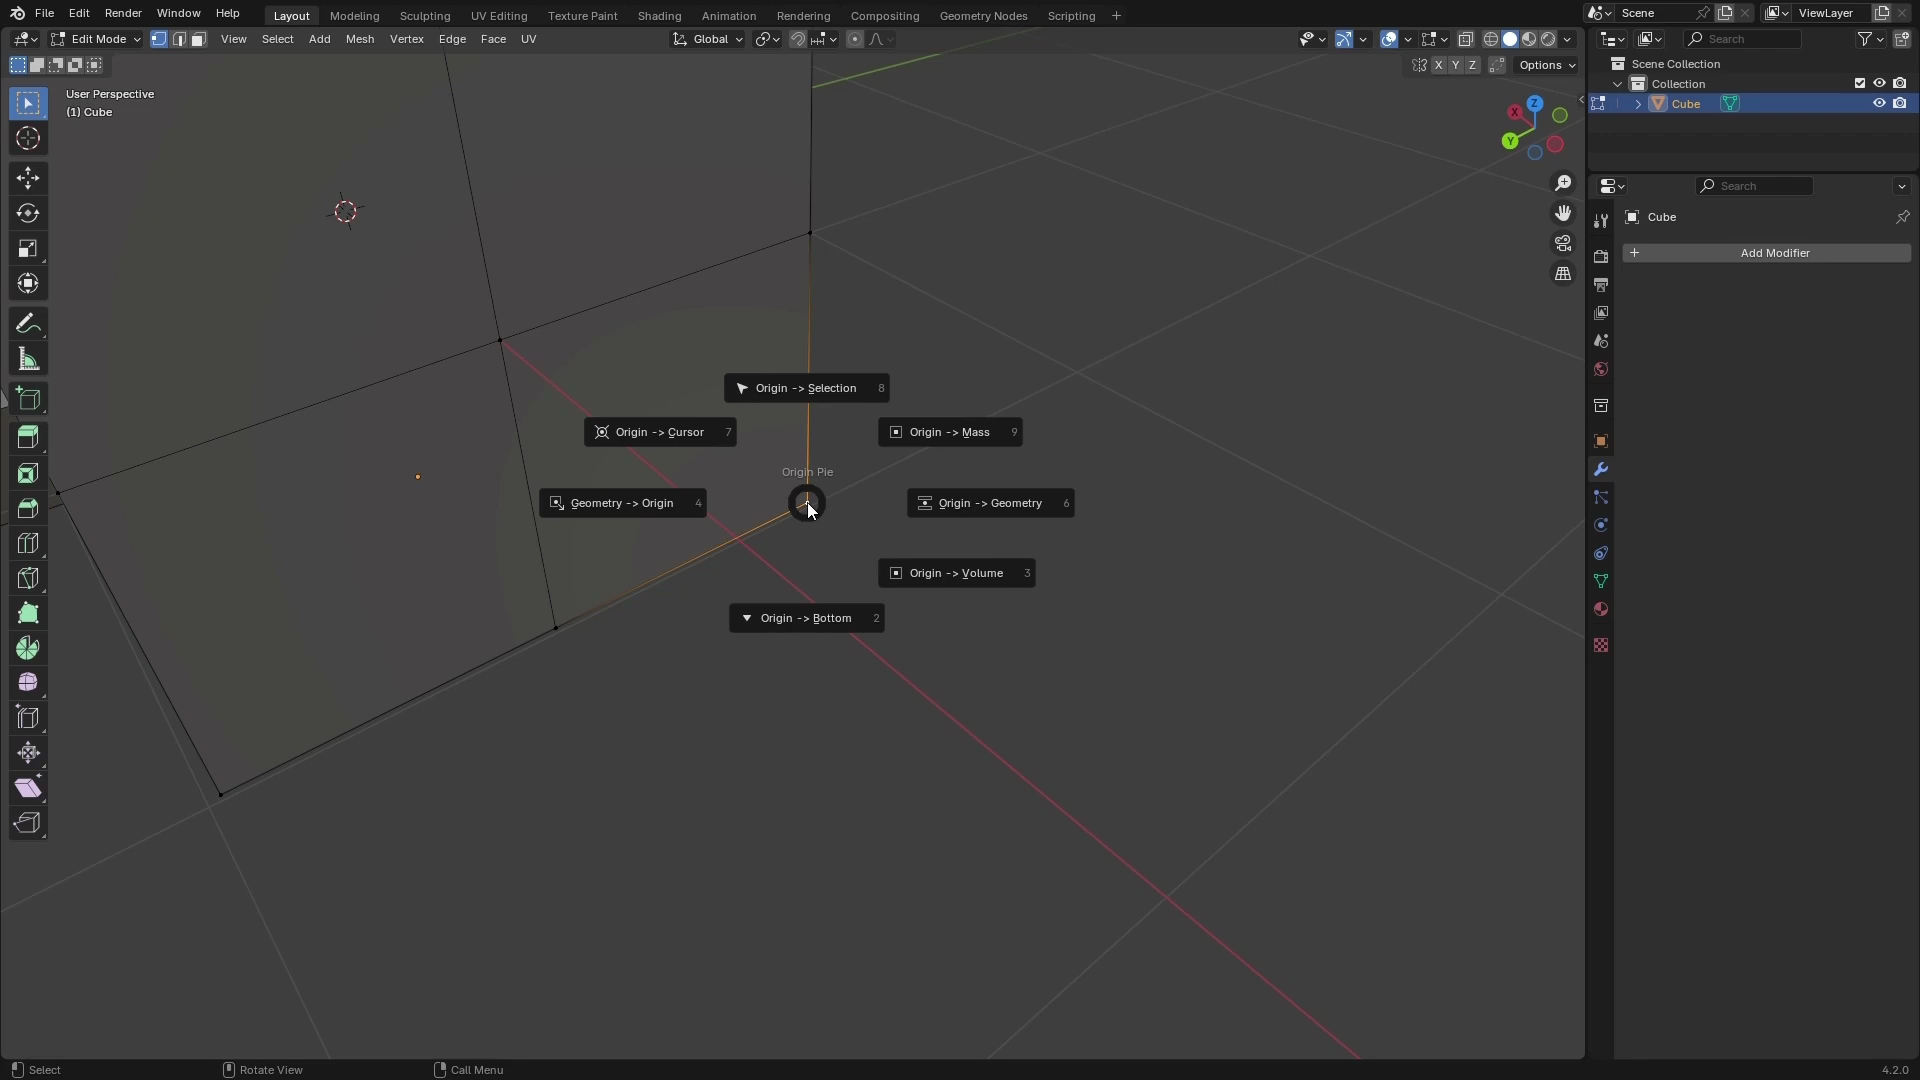 File Edit Render Window Help Layout Modeling Sculpting UV Editing Texture Paint Shading Animation Rendering Compositing Geometry Nodes Scripting + Scene ViewLayer
Edit Mode View Select Add Mesh Vertex Edge Face UV Global Search
X Y Z Options
Scene Collection
Collection
Cube
User Perspective
(1) Cube
Z
X
Y
Search
Cube
+ Add Modifier
Origin -> Selection 8
Origin -> Cursor 7
Origin -> Mass 9
Origin Pie
Geometry -> Origin 4
Origin -> Geometry 6
Origin -> Volume 3
Origin -> Bottom 2
Select Rotate View Call Menu 4.2.0